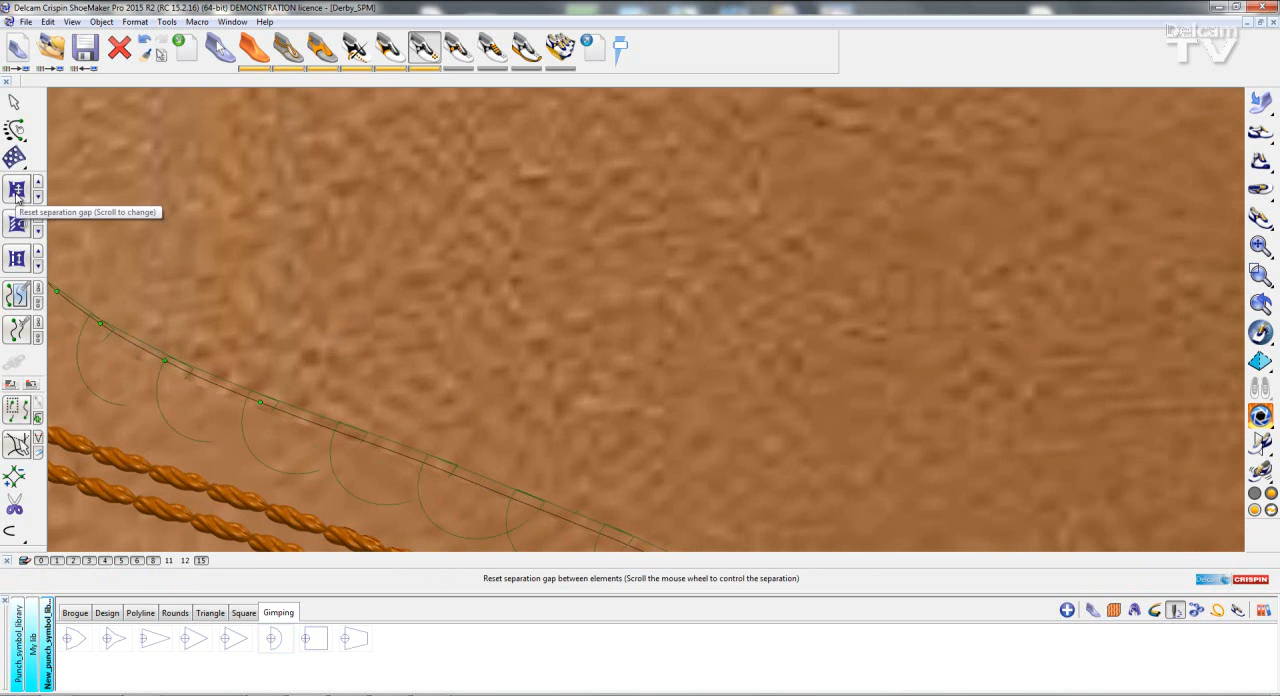 Delcam Crispin ShoeMaker Pro 2015 R2 (RC 15.2.16) (64-bit) DEMONSTRATION licence - [Derby_SPM]
File Edit View Object Format Tools Macro Window Help
Delcam
TV
Reset separation gap (Scroll to change)
0 1 2 3 4 5 6 8 11 12 15
Reset separation gap between elements (Scroll the mouse wheel to control the separation)
Delcam CRISPIN
Punch_symbol_library
My lib
New_punch_symbol_lib...
Brogue Design Polyline Rounds Triangle Square Gimping